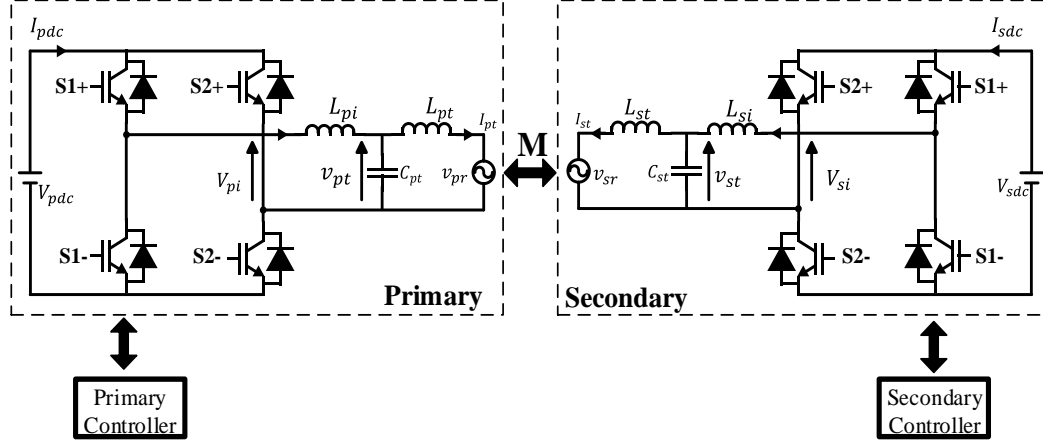 I_pdc
S1+
S2+
L_pi
L_pt
I_pt
V_pdc
V_pi
v_pt
C_pt
v_pr
S1-
S2-
Primary
M
I_sdc
S2+
S1+
L_st
L_si
I_st
v_sr
C_st
v_st
V_si
V_sdc
S2-
S1-
Secondary
Primary
Controller
Secondary
Controller